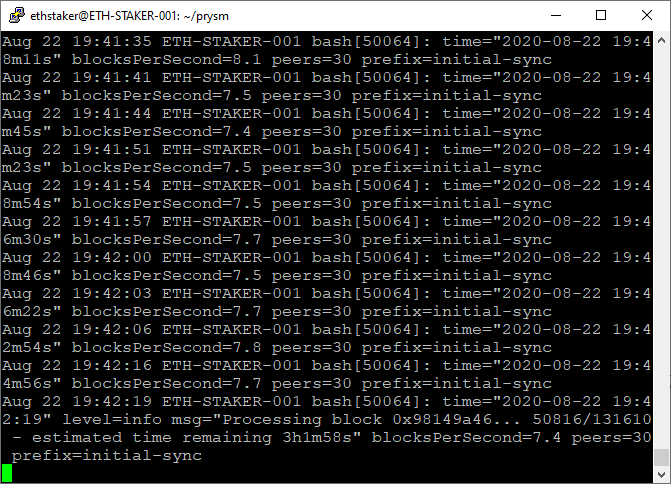 ethstaker@ETH-STAKER-001: ~/prysm
Aug 22 19:41:35 ETH-STAKER-001 bash[50064]: time="2020-08-22 19:4
8m11s" blocksPerSecond=8.1 peers=30 prefix=initial-sync
Aug 22 19:41:41 ETH-STAKER-001 bash[50064]: time="2020-08-22 19:4
m23s" blocksPerSecond=7.5 peers=30 prefix=initial-sync
Aug 22 19:41:44 ETH-STAKER-001 bash[50064]: time="2020-08-22 19:4
m45s" blocksPerSecond=7.4 peers=30 prefix=initial-sync
Aug 22 19:41:51 ETH-STAKER-001 bash[50064]: time="2020-08-22 19:4
m23s" blocksPerSecond=7.5 peers=30 prefix=initial-sync
Aug 22 19:41:54 ETH-STAKER-001 bash[50064]: time="2020-08-22 19:4
8m54s" blocksPerSecond=7.5 peers=30 prefix=initial-sync
Aug 22 19:41:57 ETH-STAKER-001 bash[50064]: time="2020-08-22 19:4
6m30s" blocksPerSecond=7.7 peers=30 prefix=initial-sync
Aug 22 19:42:00 ETH-STAKER-001 bash[50064]: time="2020-08-22 19:4
8m46s" blocksPerSecond=7.5 peers=30 prefix=initial-sync
Aug 22 19:42:03 ETH-STAKER-001 bash[50064]: time="2020-08-22 19:4
6m22s" blocksPerSecond=7.7 peers=30 prefix=initial-sync
Aug 22 19:42:06 ETH-STAKER-001 bash[50064]: time="2020-08-22 19:4
2m54s" blocksPerSecond=7.8 peers=30 prefix=initial-sync
Aug 22 19:42:16 ETH-STAKER-001 bash[50064]: time="2020-08-22 19:4
4m56s" blocksPerSecond=7.7 peers=30 prefix=initial-sync
Aug 22 19:42:19 ETH-STAKER-001 bash[50064]: time="2020-08-22 19:4
2:19" level=info msg="Processing block 0x98149a46... 50816/131610
- estimated time remaining 3h1m58s" blocksPerSecond=7.4 peers=30
prefix=initial-sync